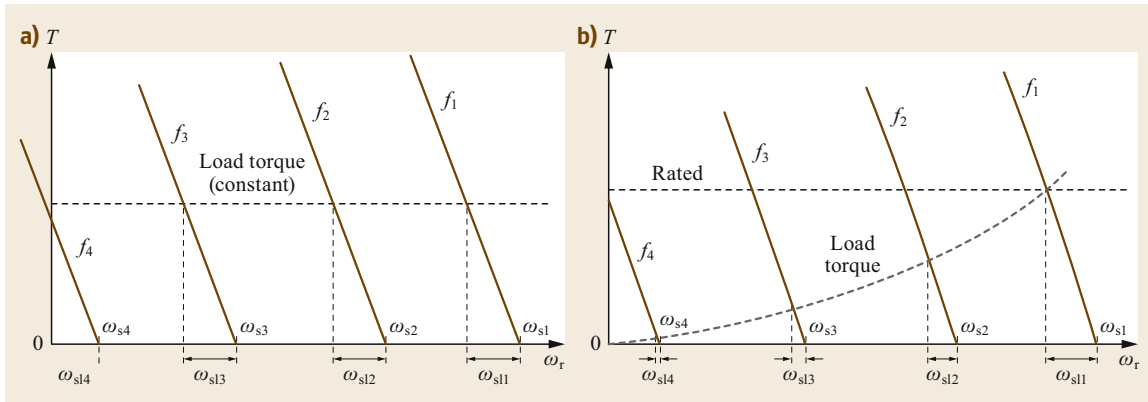 a) T
f1
f2
f3
Load torque
(constant)
f4
ωs4
ωs3
ωs2
ωs1
0
ωr
ωsl4
ωsl3
ωsl2
ωsl1
b) T
f1
f2
f3
Rated
f4
Load
torque
ωs4
ωs3
ωs2
ωs1
0
ωr
ωsl4
ωsl3
ωsl2
ωsl1